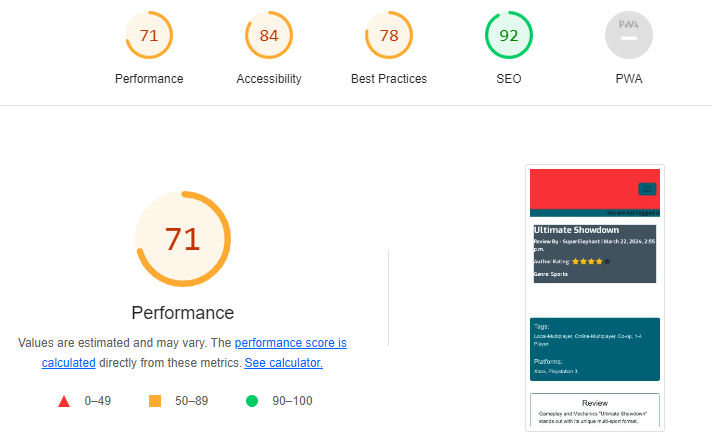 71
84
78
92
PWA
Performance
Accessibility
Best Practices
SEO
PWA
71
Performance
Values are estimated and may vary. The performance score is
calculated directly from these metrics. See calculator.
0–49
50–89
90–100
You are not logged in
Ultimate Showdown
Review By - SuperElephant | March 22, 2024, 2:55
p.m.
Author Rating:
Genre: Sports
Tags:
Local-Multiplayer, Online-Multiplayer, Co-op, 1-4
Player,
Platforms:
Xbox, Playstation 3,
Review
Gameplay and Mechanics "Ultimate Showdown"
stands out with its unique multi-sport format,